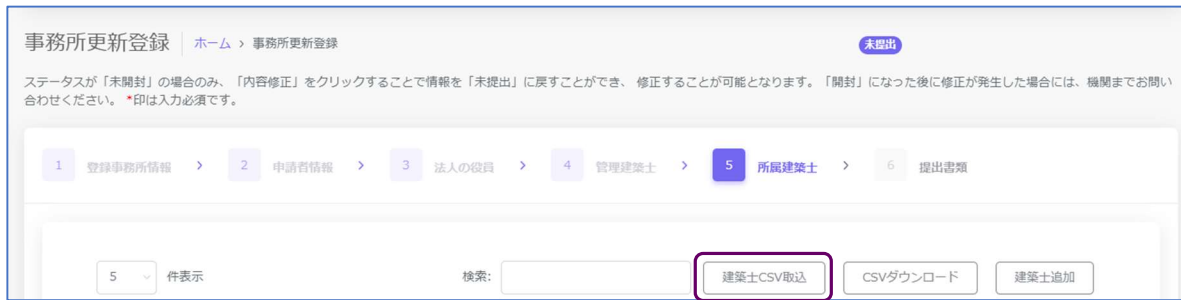 事務所更新登録 ホーム > 事務所更新登録 未提出
ステータスが「未開封」の場合のみ、「内容修正」をクリックすることで情報を「未提出」に戻すことができ、 修正することが可能となります。「開封」になった後に修正が発生した場合には、機関までお問い
合わせください。 *印は入力必須です。
1 登録事務所情報 > 2 申請者情報 > 3 法人の役員 > 4 管理建築士 > 5 所属建築士 > 6 提出書類
5 件表示 検索: 建築士CSV取込 CSVダウンロード 建築士追加